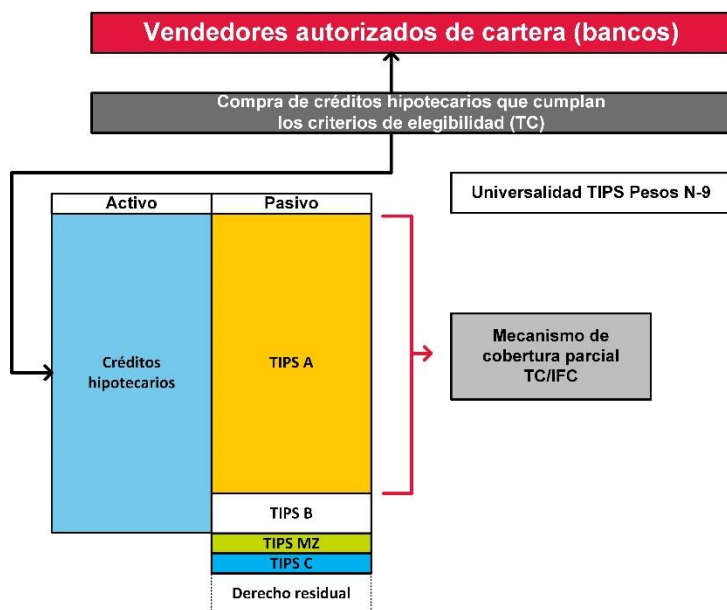 Vendedores autorizados de cartera (bancos)
Compra de créditos hipotecarios que cumplan
los criterios de elegibilidad (TC)
Universalidad TIPS Pesos N-9
Activo
Pasivo
Créditos
hipotecarios
TIPS A
Mecanismo de
cobertura parcial
TC/IFC
TIPS B
TIPS MZ
TIPS C
Derecho residual